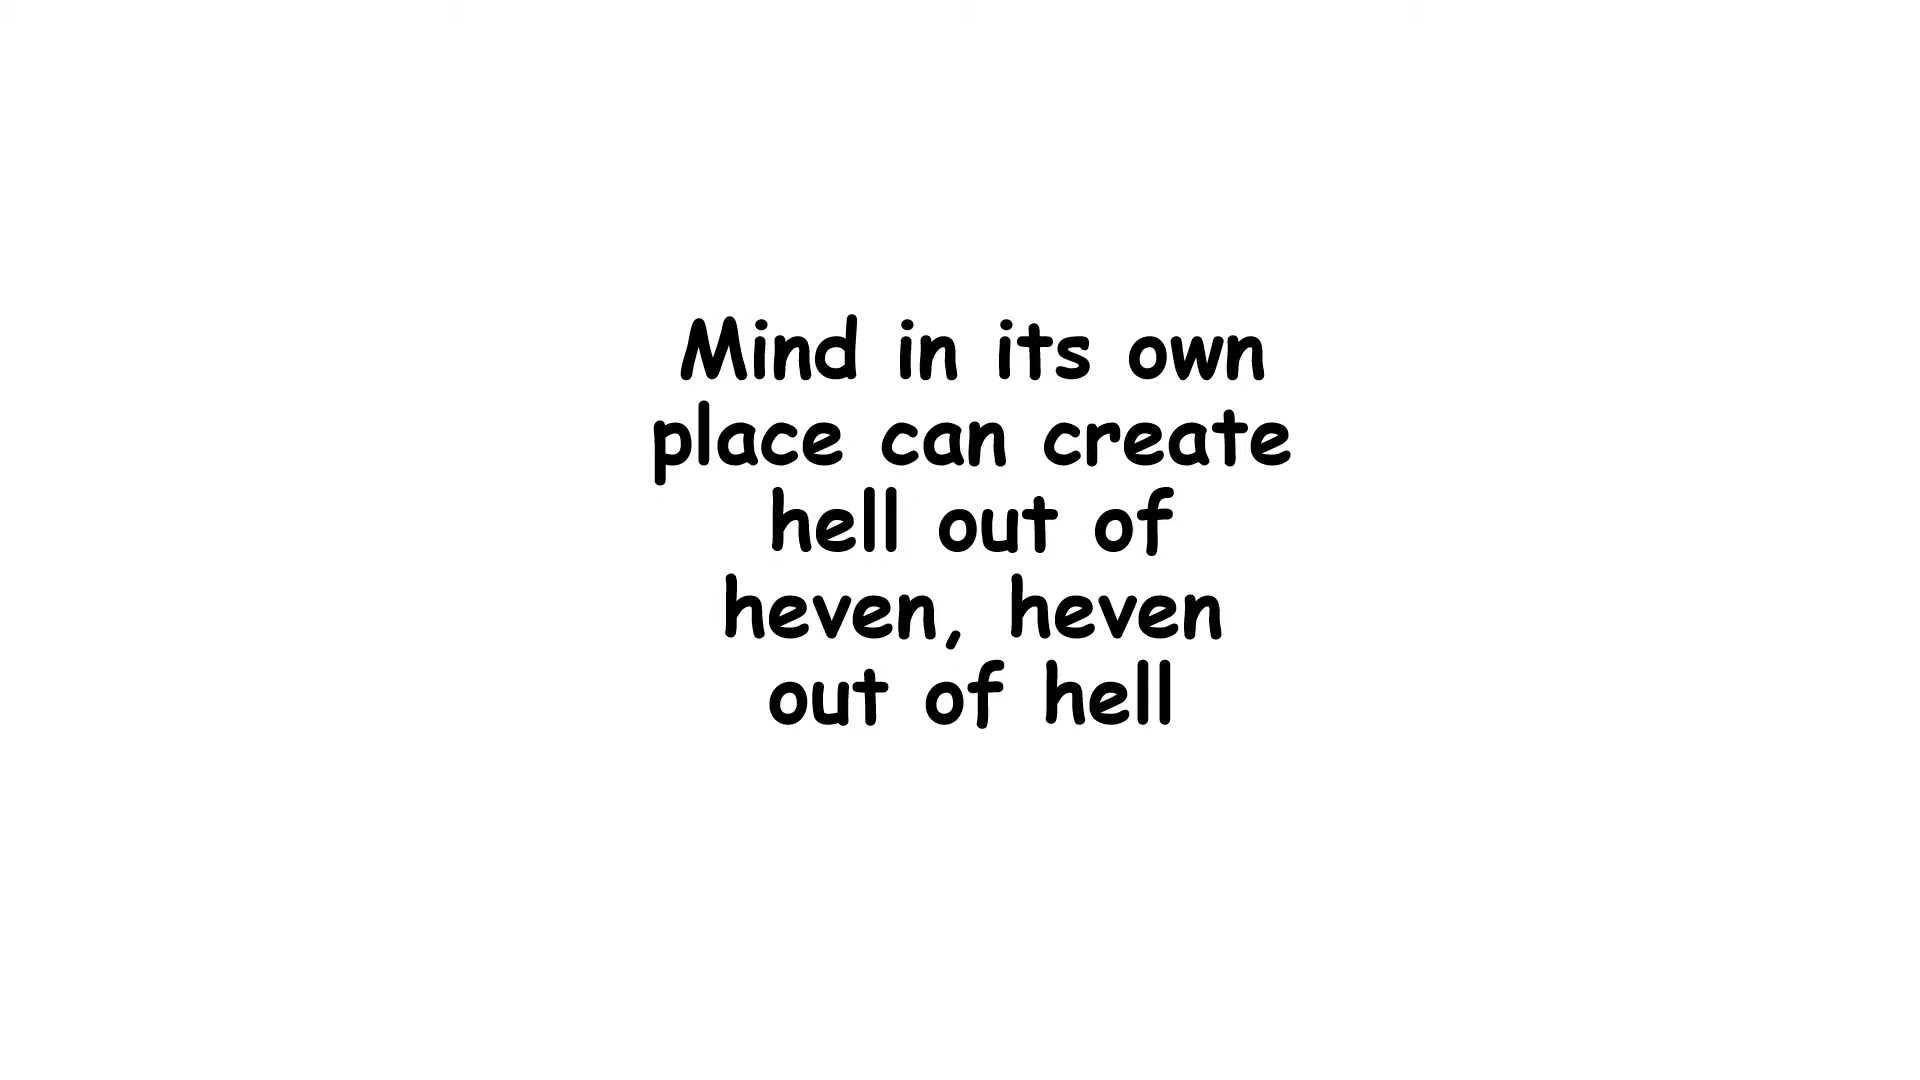 Mind in its own
place can create
hell out of
heven, heven
out of hell